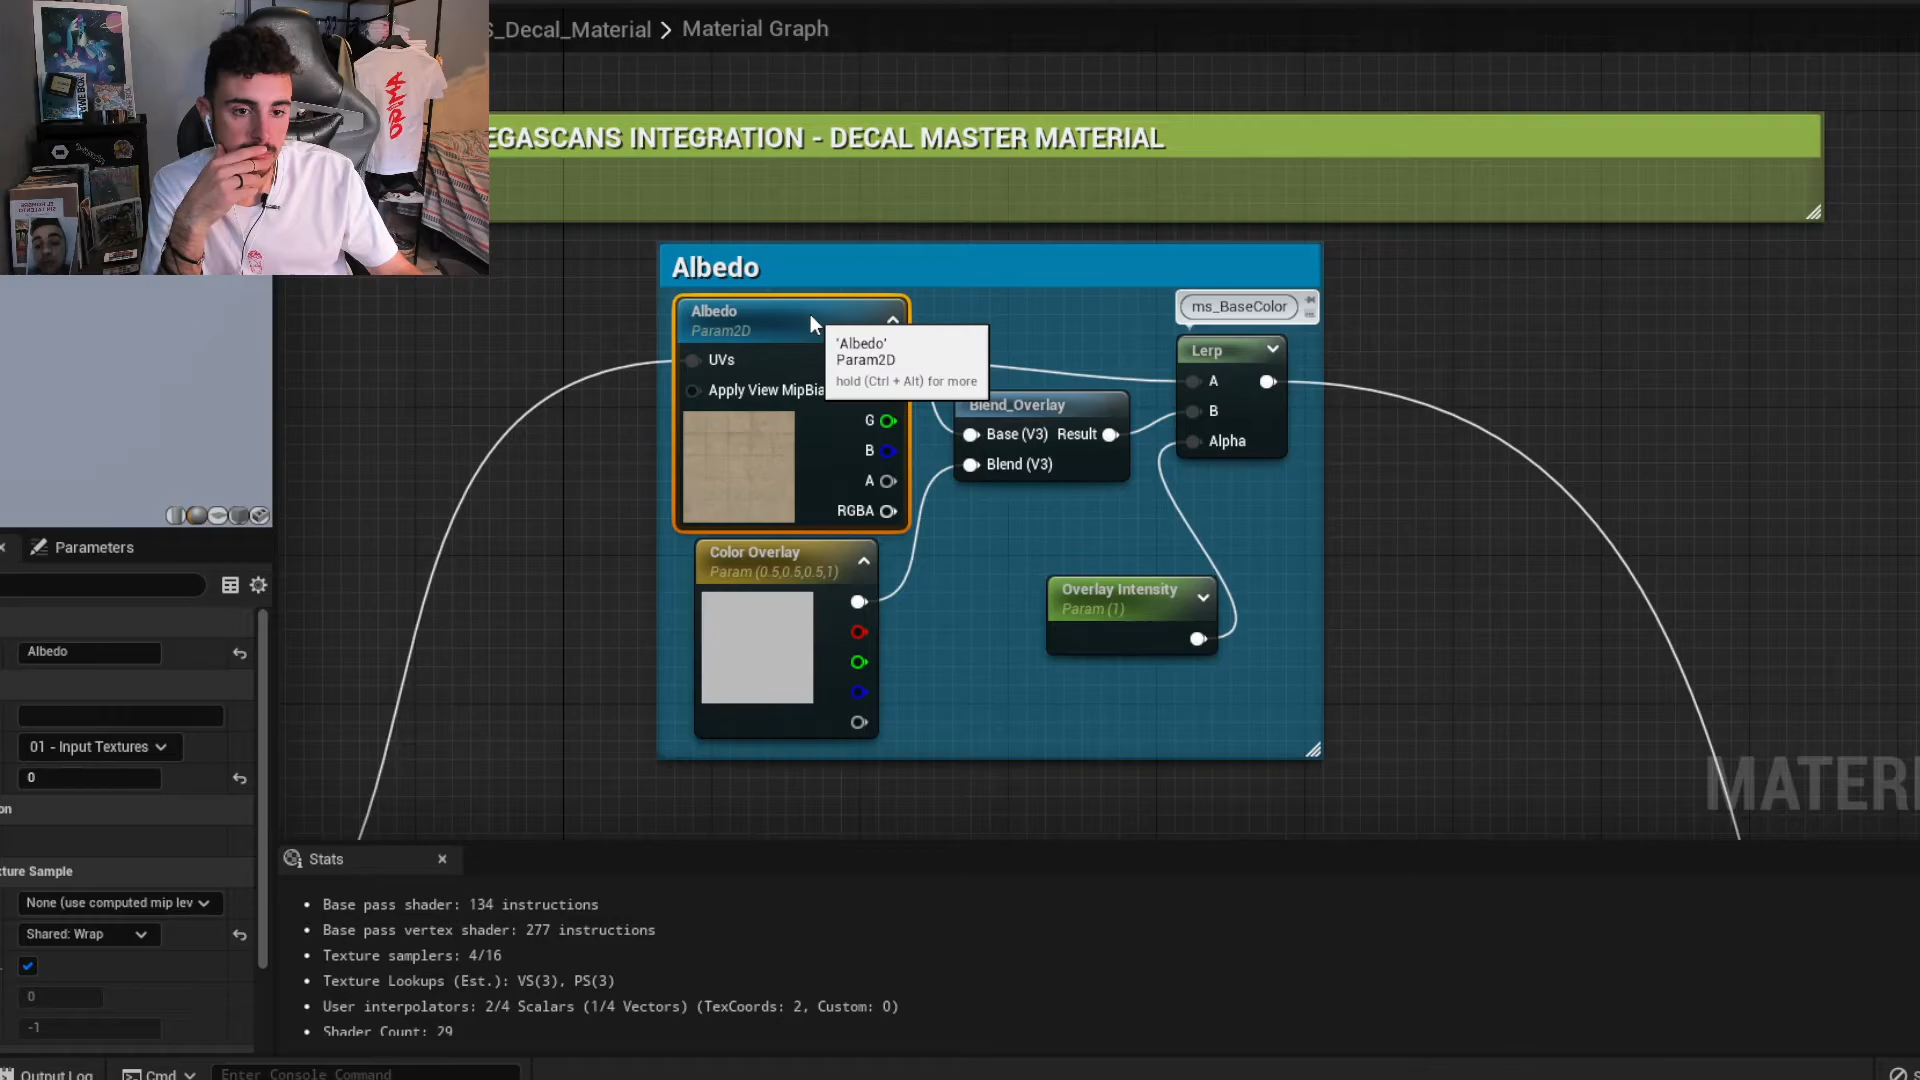 S_Decal_Material > Material Graph
EGASCANS INTEGRATION - DECAL MASTER MATERIAL
Albedo
Albedo
Param2D
UVs
Apply View MipBia
G
B
A
RGBA
'Albedo'
Param2D
hold (Ctrl + Alt) for more
Blend_Overlay
Base (V3) Result
Blend (V3)
ms_BaseColor
Lerp
A
B
Alpha
Color Overlay
Param (0.5,0.5,0.5,1)
Overlay Intensity
Param (1)
MATERI
DRIMA
Parameters
Albedo
01 - Input Textures
0
on
xture Sample
None (use computed mip lev
Shared: Wrap
0
-1
Stats
• Base pass shader: 134 instructions
• Base pass vertex shader: 277 instructions
• Texture samplers: 4/16
• Texture Lookups (Est.): VS(3), PS(3)
• User interpolators: 2/4 Scalars (1/4 Vectors) (TexCoords: 2, Custom: 0)
• Shader Count: 29
Output Log
Cmd
Enter Console Command